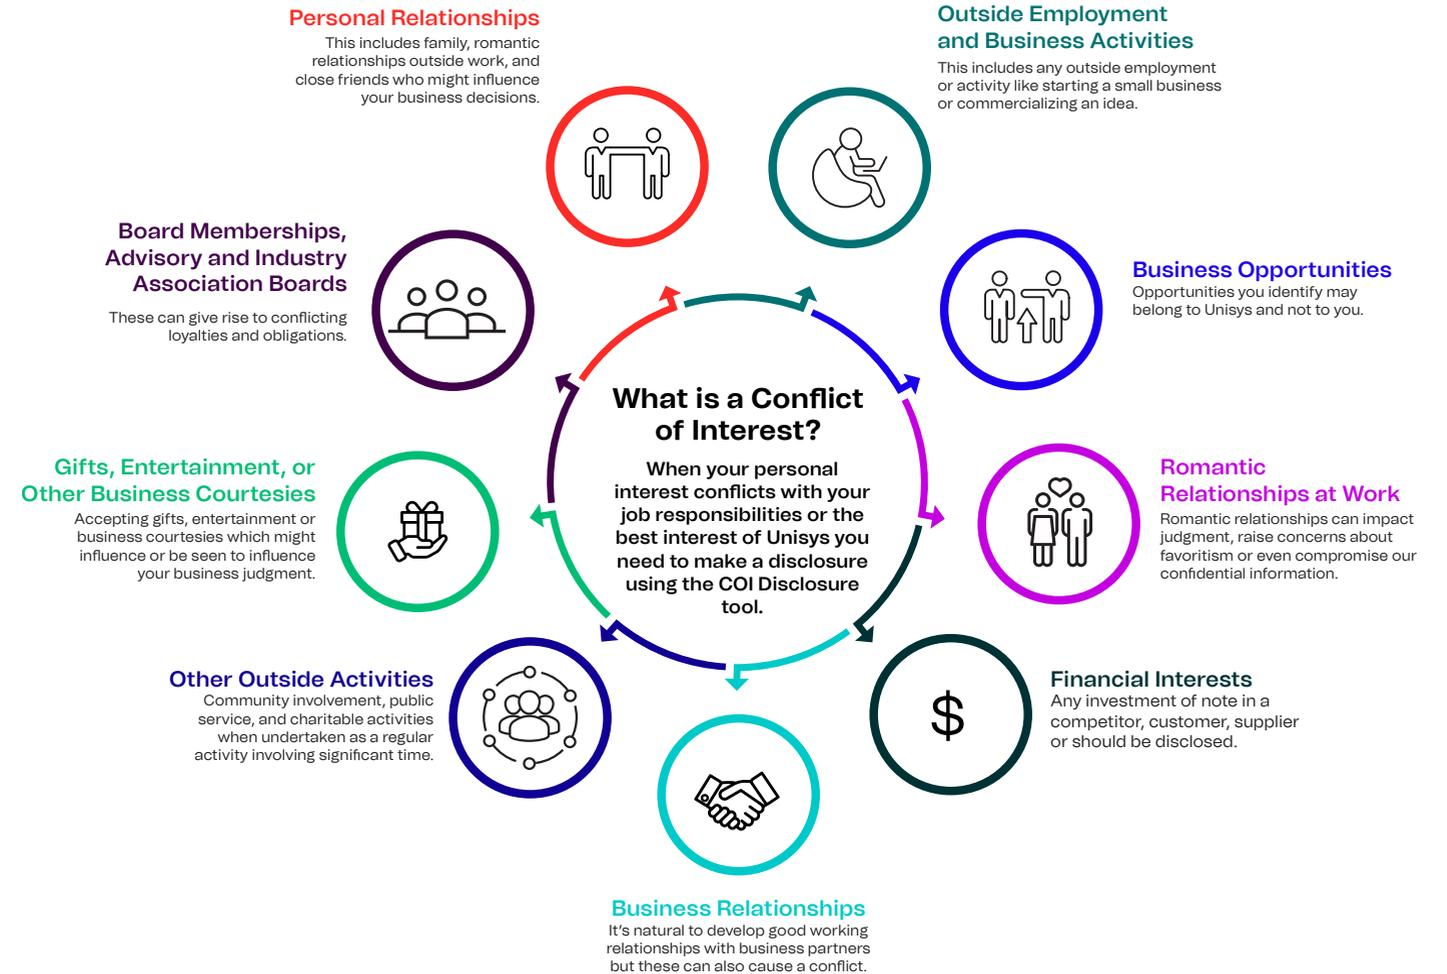 Personal Relationships
This includes family, romantic
relationships outside work, and
close friends who might influence
your business decisions.
Outside Employment
and Business Activities
This includes any outside employment
or activity like starting a small business
or commercializing an idea.
Board Memberships,
Advisory and Industry
Association Boards
These can give rise to conflicting
loyalties and obligations.
Business Opportunities
Opportunities you identify may
belong to Unisys and not to you.
What is a Conflict
of Interest?
When your personal
interest conflicts with your
job responsibilities or the
best interest of Unisys you
need to make a disclosure
using the COI Disclosure
tool.
Gifts, Entertainment, or
Other Business Courtesies
Accepting gifts, entertainment or
business courtesies which might
influence or be seen to influence
your business judgment.
Romantic
Relationships at Work
Romantic relationships can impact
judgment, raise concerns about
favoritism or even compromise our
confidential information.
Other Outside Activities
Community involvement, public
service, and charitable activities
when undertaken as a regular
activity involving significant time.
$
Financial Interests
Any investment of note in a
competitor, customer, supplier
or should be disclosed.
Business Relationships
It's natural to develop good working
relationships with business partners
but these can also cause a conflict.